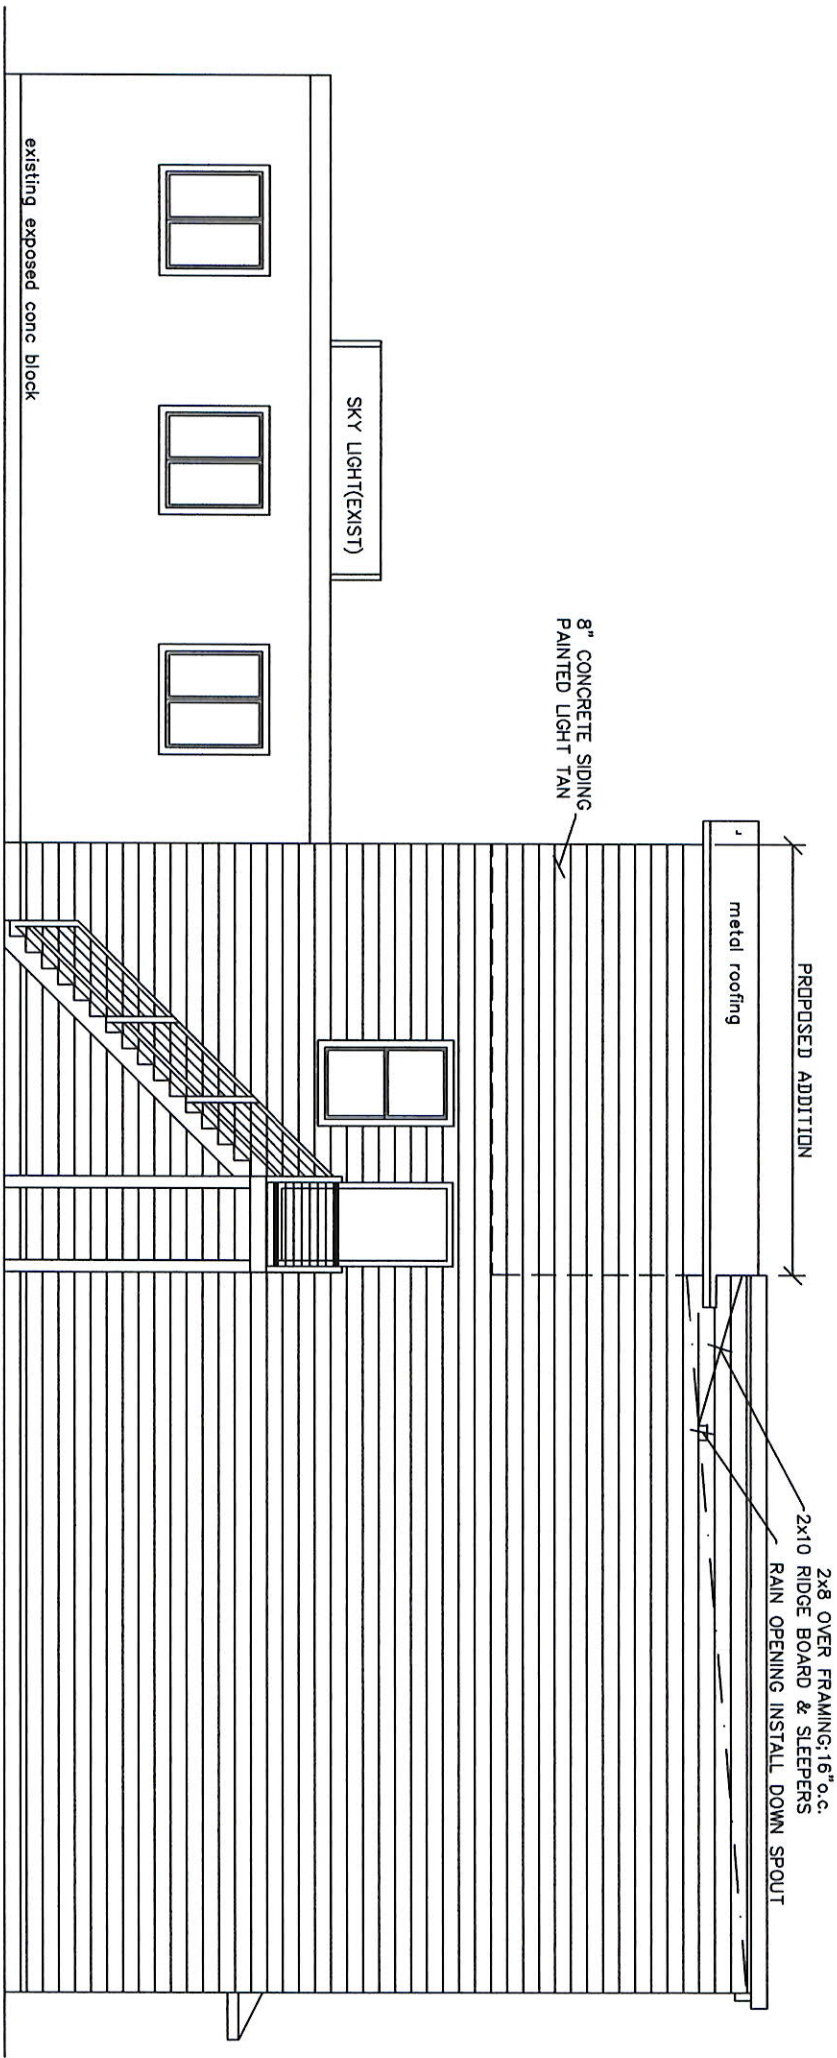 2x8 OVER FRAMING;16"o.c.
2x10 RIDGE BOARD & SLEEPERS
RAIN OPENING INSTALL DOWN SPOUT
PROPOSED ADDITION
metal roofing
8" CONCRETE SIDING
PAINTED LIGHT TAN
SKY LIGHT(EXIST)
existing exposed conc block